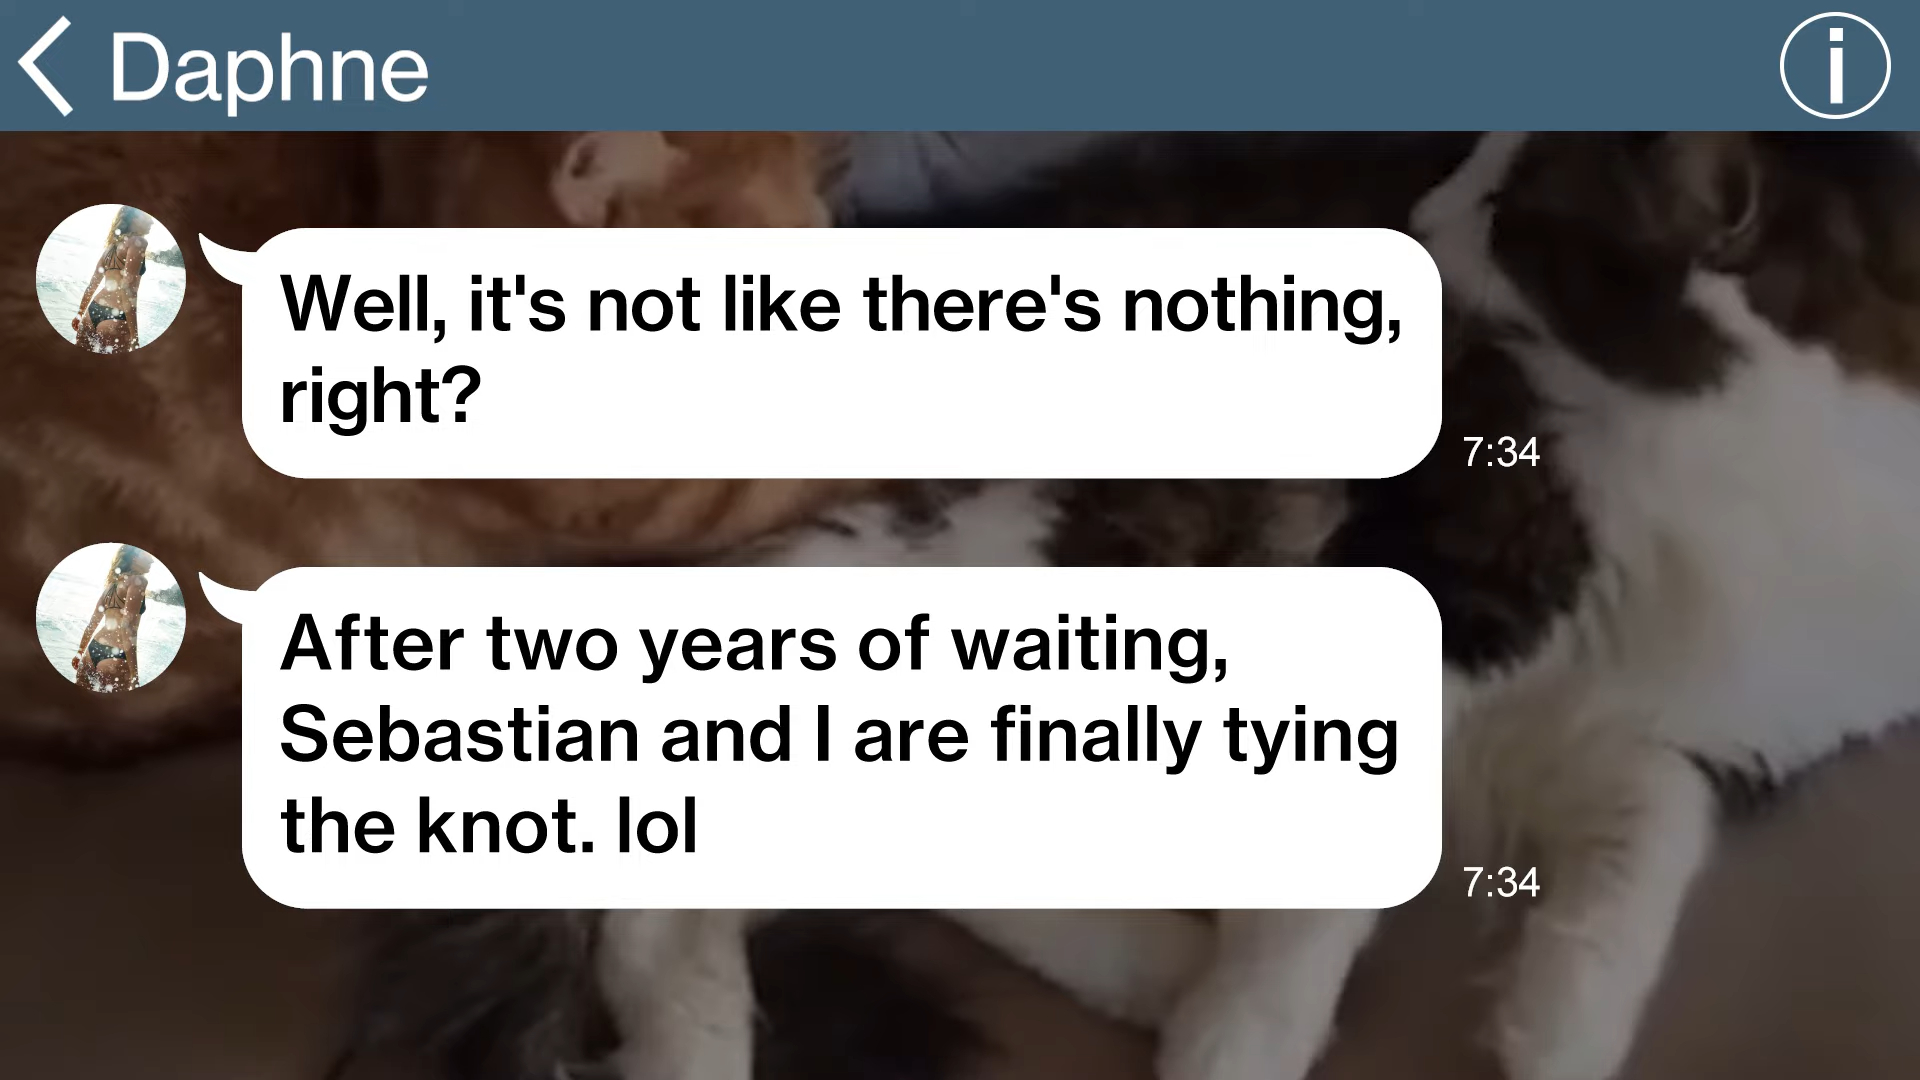 Daphne
Well, it's not like there's nothing,
right?
7:34
After two years of waiting,
Sebastian and I are finally tying
the knot. lol
7:34